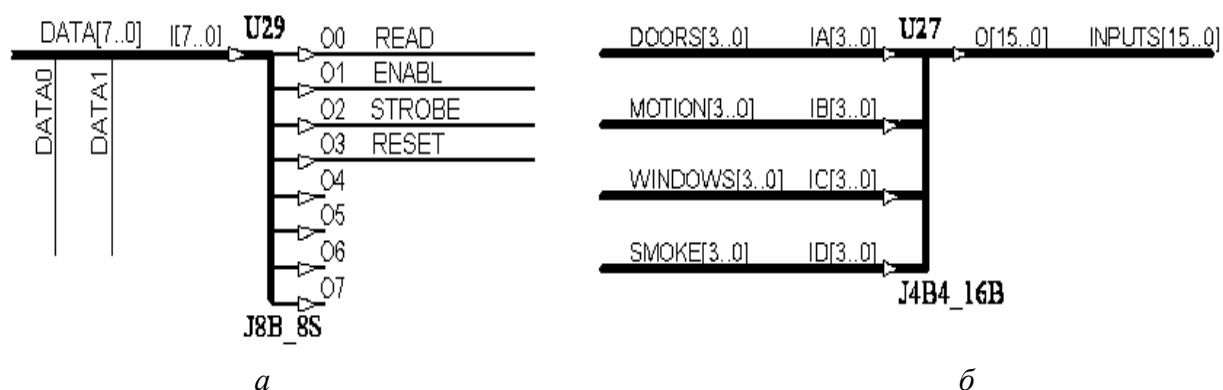 DATA[7..0] I[7..0] U29 O0 READ
DATA0 DATA1
O1 ENABL
O2 STROBE
O3 RESET
O4
O5
O6
O7
J8B_8S
а
DOORS[3..0] IA[3..0] U27 O[15..0] INPUTS[15..0]
MOTION[3..0] IB[3..0]
WINDOWS[3..0] IC[3..0]
SMOKE[3..0] ID[3..0]
J4B4_16B
б